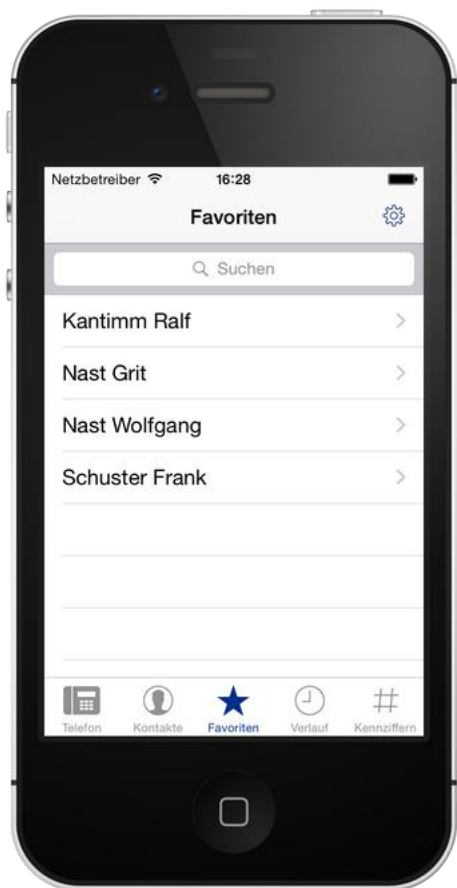 Netzbetreiber 16:28
Favoriten
Suchen
Kantimm Ralf
Nast Grit
Nast Wolfgang
Schuster Frank
Telefon Kontakte Favoriten Verlauf Kennziffern